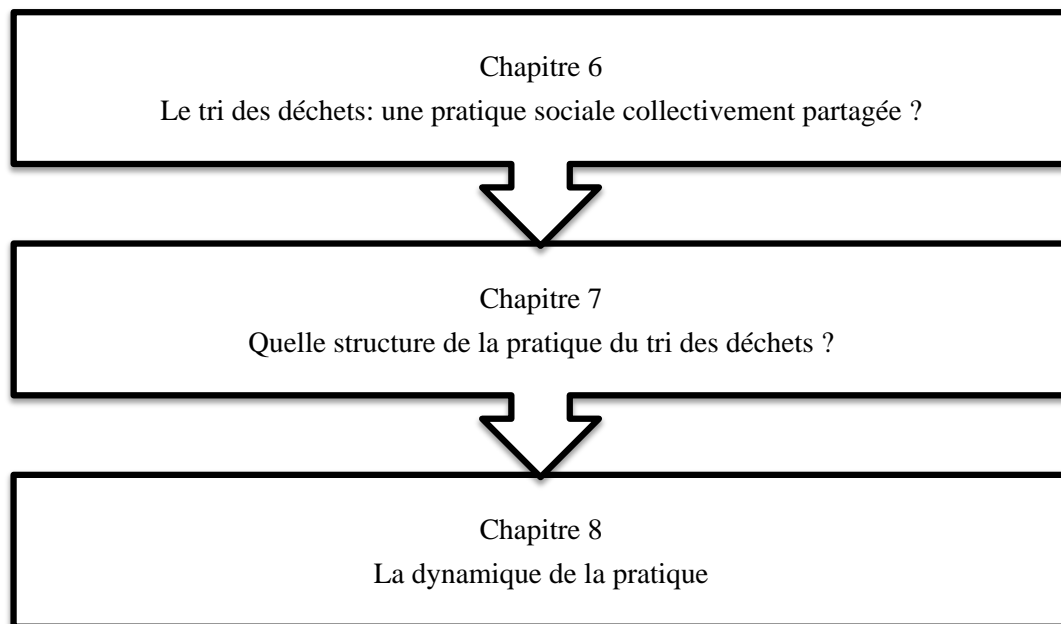 Chapitre 6
Le tri des déchets: une pratique sociale collectivement partagée ?
Chapitre 7
Quelle structure de la pratique du tri des déchets ?
Chapitre 8
La dynamique de la pratique